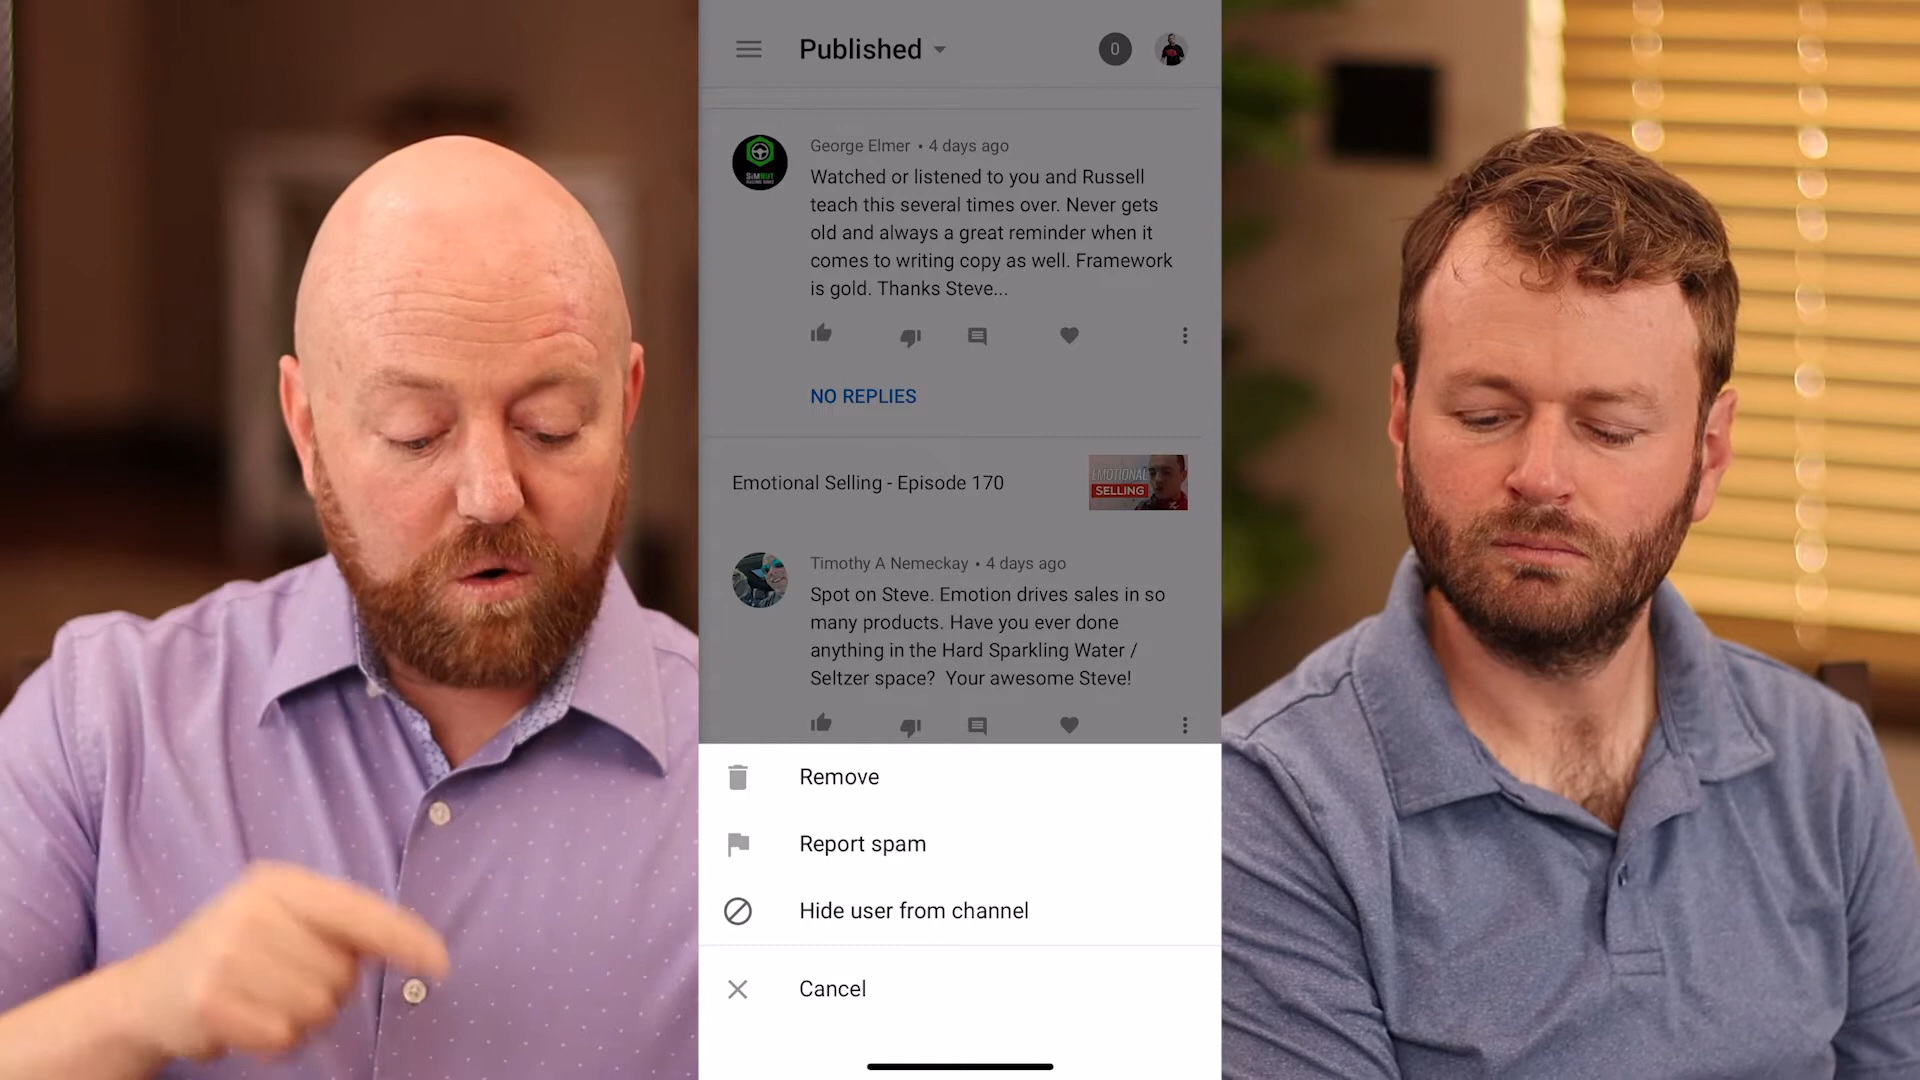 Published
0
George Elmer • 4 days ago
Watched or listened to you and Russell
teach this several times over. Never gets
old and always a great reminder when it
comes to writing copy as well. Framework
is gold. Thanks Steve...
NO REPLIES
Emotional Selling - Episode 170
EMOTIONAL
SELLING
Timothy A Nemeckay • 4 days ago
Spot on Steve. Emotion drives sales in so
many products. Have you ever done
anything in the Hard Sparkling Water /
Seltzer space? Your awesome Steve!
Remove
Report spam
Hide user from channel
Cancel